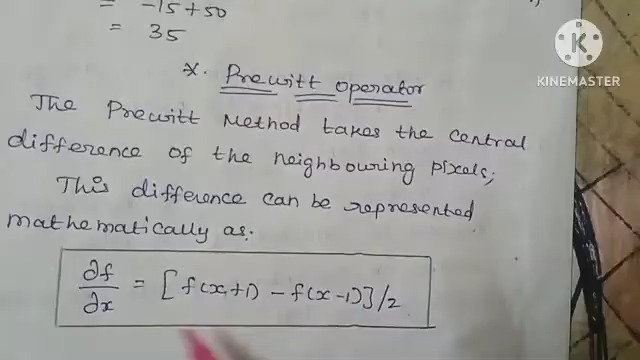 = -15+50
= 35
*. Prewitt operator
The Prewitt Method takes the central
difference of the neighbouring pixels;
This difference can be represented
mathematically as:
∂f/∂x = [f(x+1) - f(x-1)]/2
KINEMASTER